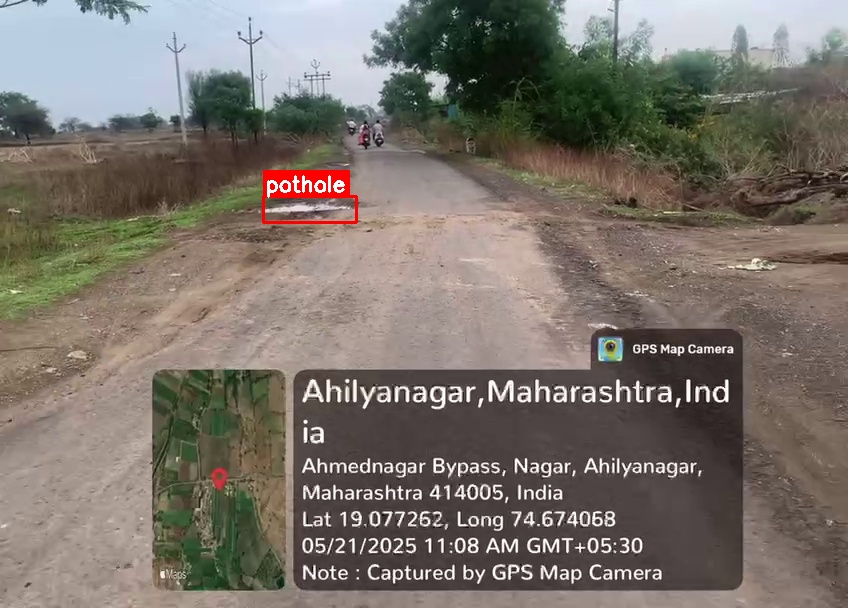 pothole
GPS Map Camera
Ahilyanagar,Maharashtra,Ind
ia
Ahmednagar Bypass, Nagar, Ahilyanagar,
Maharashtra 414005, India
Lat 19.077262, Long 74.674068
05/21/2025 11:08 AM GMT+05:30
Note : Captured by GPS Map Camera
Maps